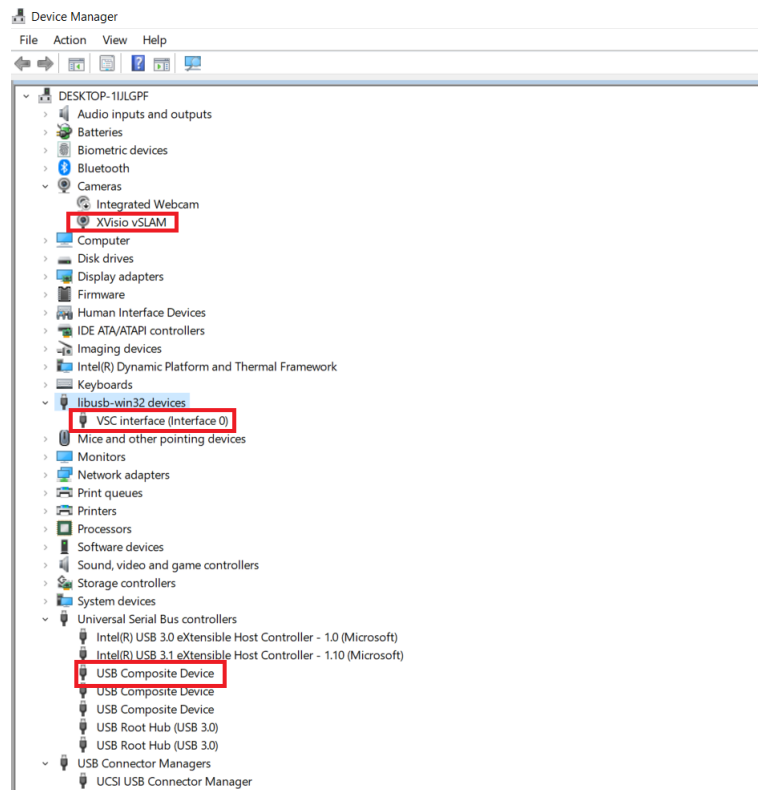 Device Manager
File Action View Help
DESKTOP-1IJLGPF
Audio inputs and outputs
Batteries
Biometric devices
Bluetooth
Cameras
Integrated Webcam
XVisio vSLAM
Computer
Disk drives
Display adapters
Firmware
Human Interface Devices
IDE ATA/ATAPI controllers
Imaging devices
Intel(R) Dynamic Platform and Thermal Framework
Keyboards
libusb-win32 devices
VSC interface (Interface 0)
Mice and other pointing devices
Monitors
Network adapters
Print queues
Printers
Processors
Software devices
Sound, video and game controllers
Storage controllers
System devices
Universal Serial Bus controllers
Intel(R) USB 3.0 eXtensible Host Controller - 1.0 (Microsoft)
Intel(R) USB 3.1 eXtensible Host Controller - 1.10 (Microsoft)
USB Composite Device
USB Composite Device
USB Composite Device
USB Root Hub (USB 3.0)
USB Root Hub (USB 3.0)
USB Connector Managers
UCSI USB Connector Manager